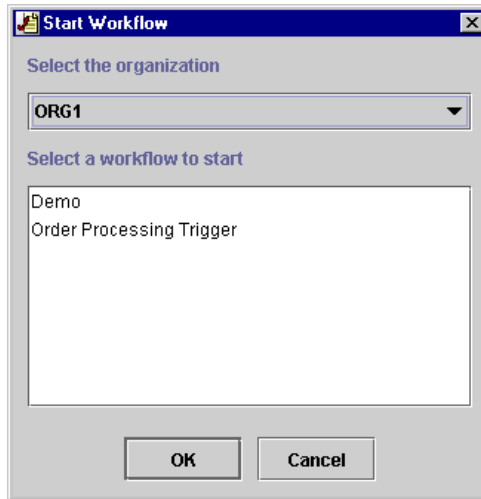 Start Workflow
Select the organization
ORG1
Select a workflow to start
Demo
Order Processing Trigger
OK Cancel